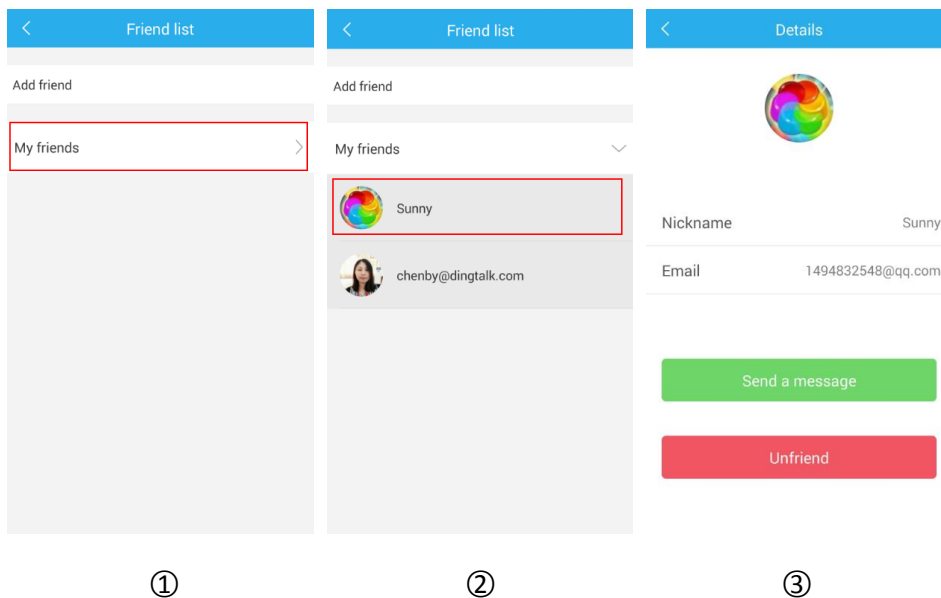 Friend list
Add friend
My friends
Friend list
Add friend
My friends
Sunny
chenby@dingtalk.com
Details
Nickname Sunny
Email 1494832548@qq.com
Send a message
Unfriend
① ② ③